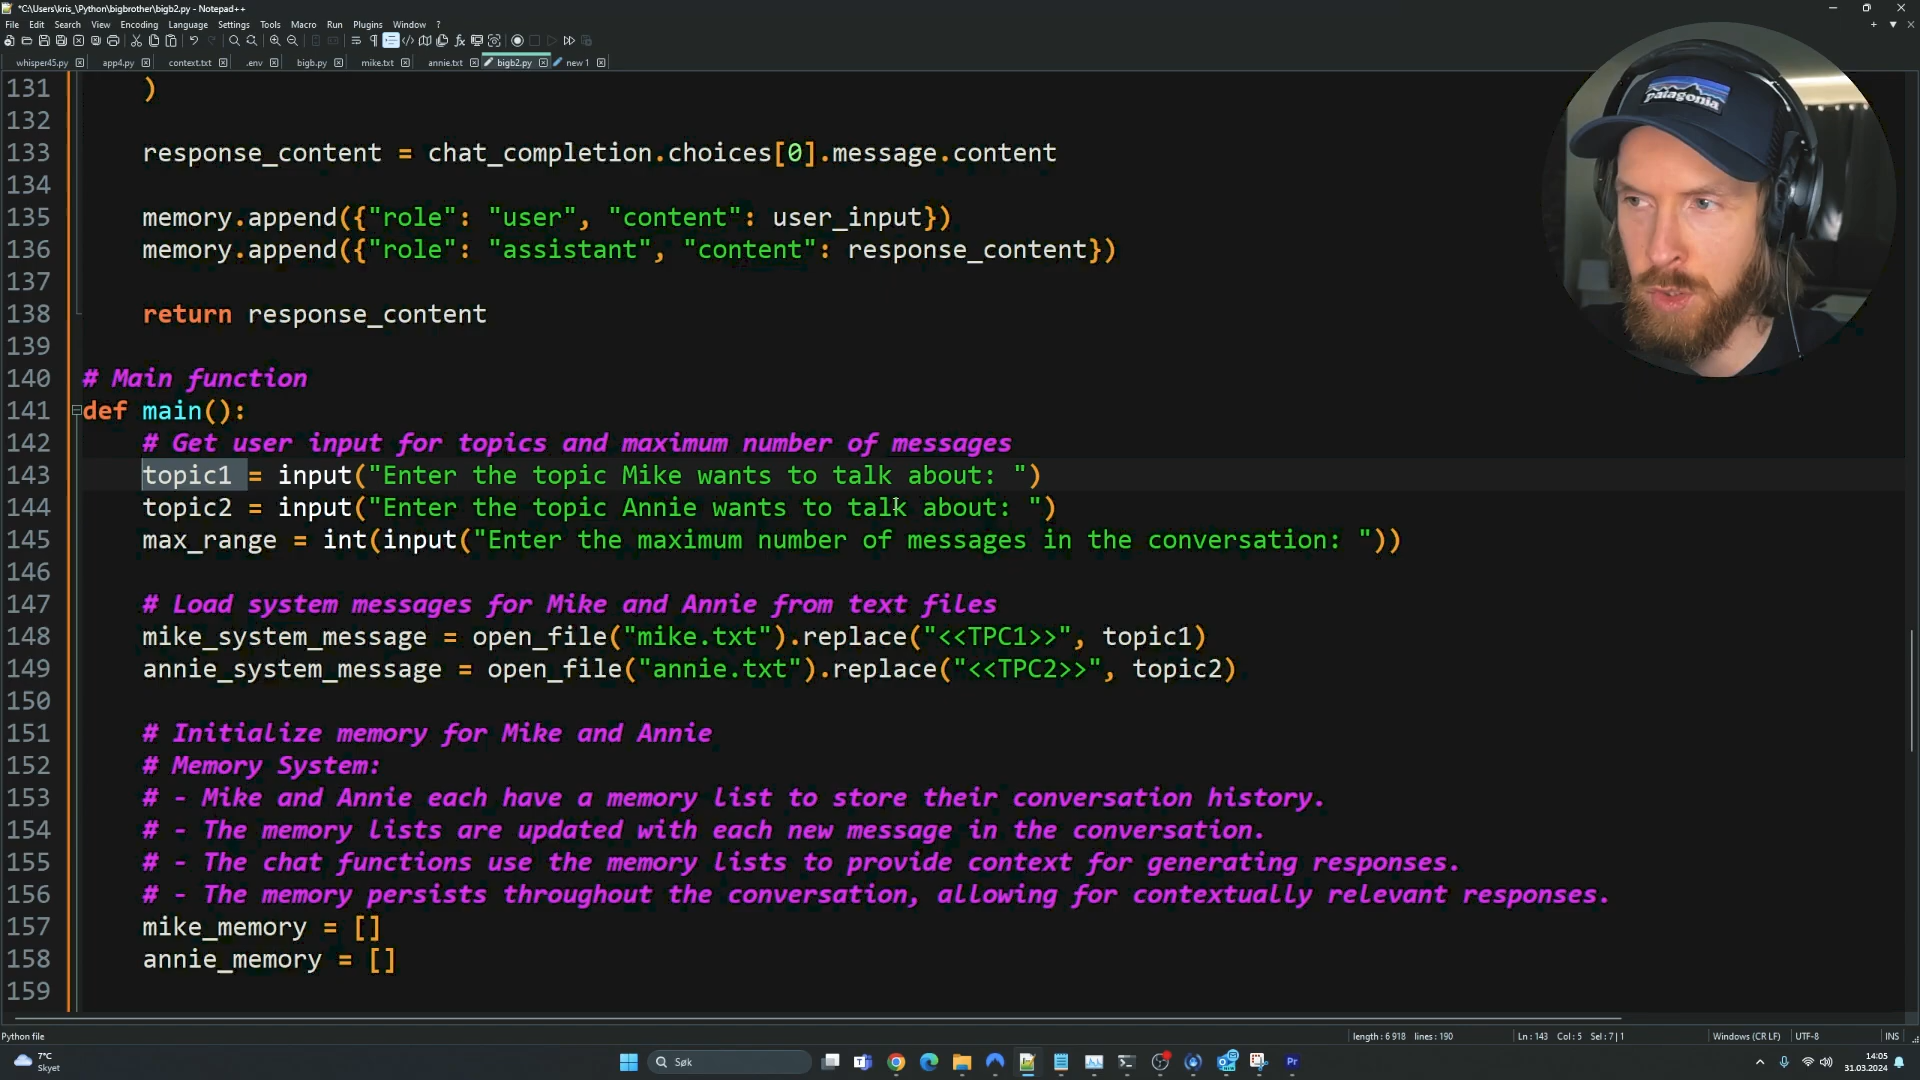 *C:\Users\kris_\Python\bigbrother\bigb2.py - Notepad++
File Edit Search View Encoding Language Settings Tools Macro Run Plugins Window ?
whisper45.py app4.py context.txt .env bigb.py mike.txt annie.txt bigb2.py new 1
patagonia
131 )
132
133 response_content = chat_completion.choices[0].message.content
134
135 memory.append({"role": "user", "content": user_input})
136 memory.append({"role": "assistant", "content": response_content})
137
138 return response_content
139
140 # Main function
141 def main():
142 # Get user input for topics and maximum number of messages
143 topic1 = input("Enter the topic Mike wants to talk about: ")
144 topic2 = input("Enter the topic Annie wants to talk about: ")
145 max_range = int(input("Enter the maximum number of messages in the conversation: "))
146
147 # Load system messages for Mike and Annie from text files
148 mike_system_message = open_file("mike.txt").replace("<<TPC1>>", topic1)
149 annie_system_message = open_file("annie.txt").replace("<<TPC2>>", topic2)
150
151 # Initialize memory for Mike and Annie
152 # Memory System:
153 # - Mike and Annie each have a memory list to store their conversation history.
154 # - The memory lists are updated with each new message in the conversation.
155 # - The chat functions use the memory lists to provide context for generating responses.
156 # - The memory persists throughout the conversation, allowing for contextually relevant responses.
157 mike_memory = []
158 annie_memory = []
159
Python file length : 6 918 lines : 190 Ln : 143 Col : 5 Sel : 7 | 1 Windows (CR LF) UTF-8 INS
7°C
Skyet
Søk
Pr
14:05
31.03.2024